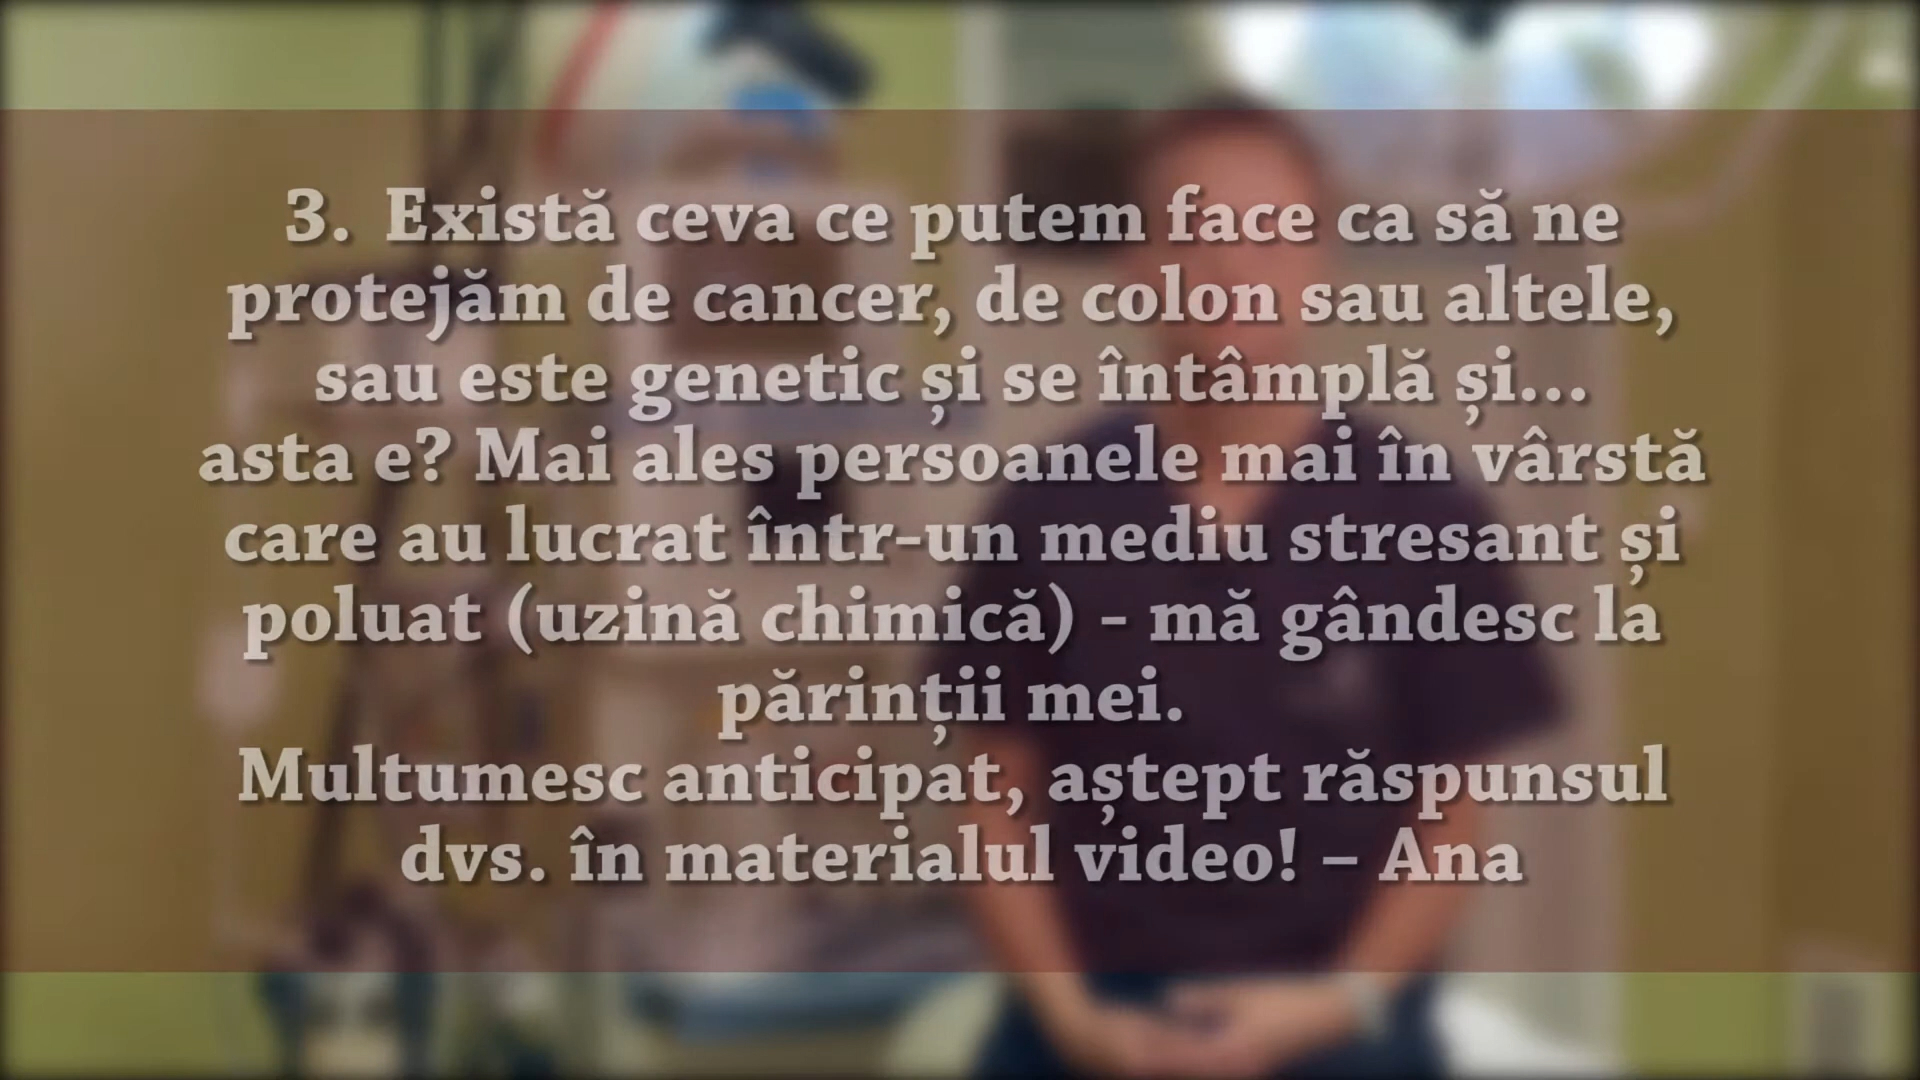 3. Există ceva ce putem face ca să ne
protejăm de cancer, de colon sau altele,
sau este genetic și se întâmplă și...
asta e? Mai ales persoanele mai în vârstă
care au lucrat într-un mediu stresant și
poluat (uzină chimică) - mă gândesc la
părinții mei.
Multumesc anticipat, aștept răspunsul
dvs. în materialul video! – Ana